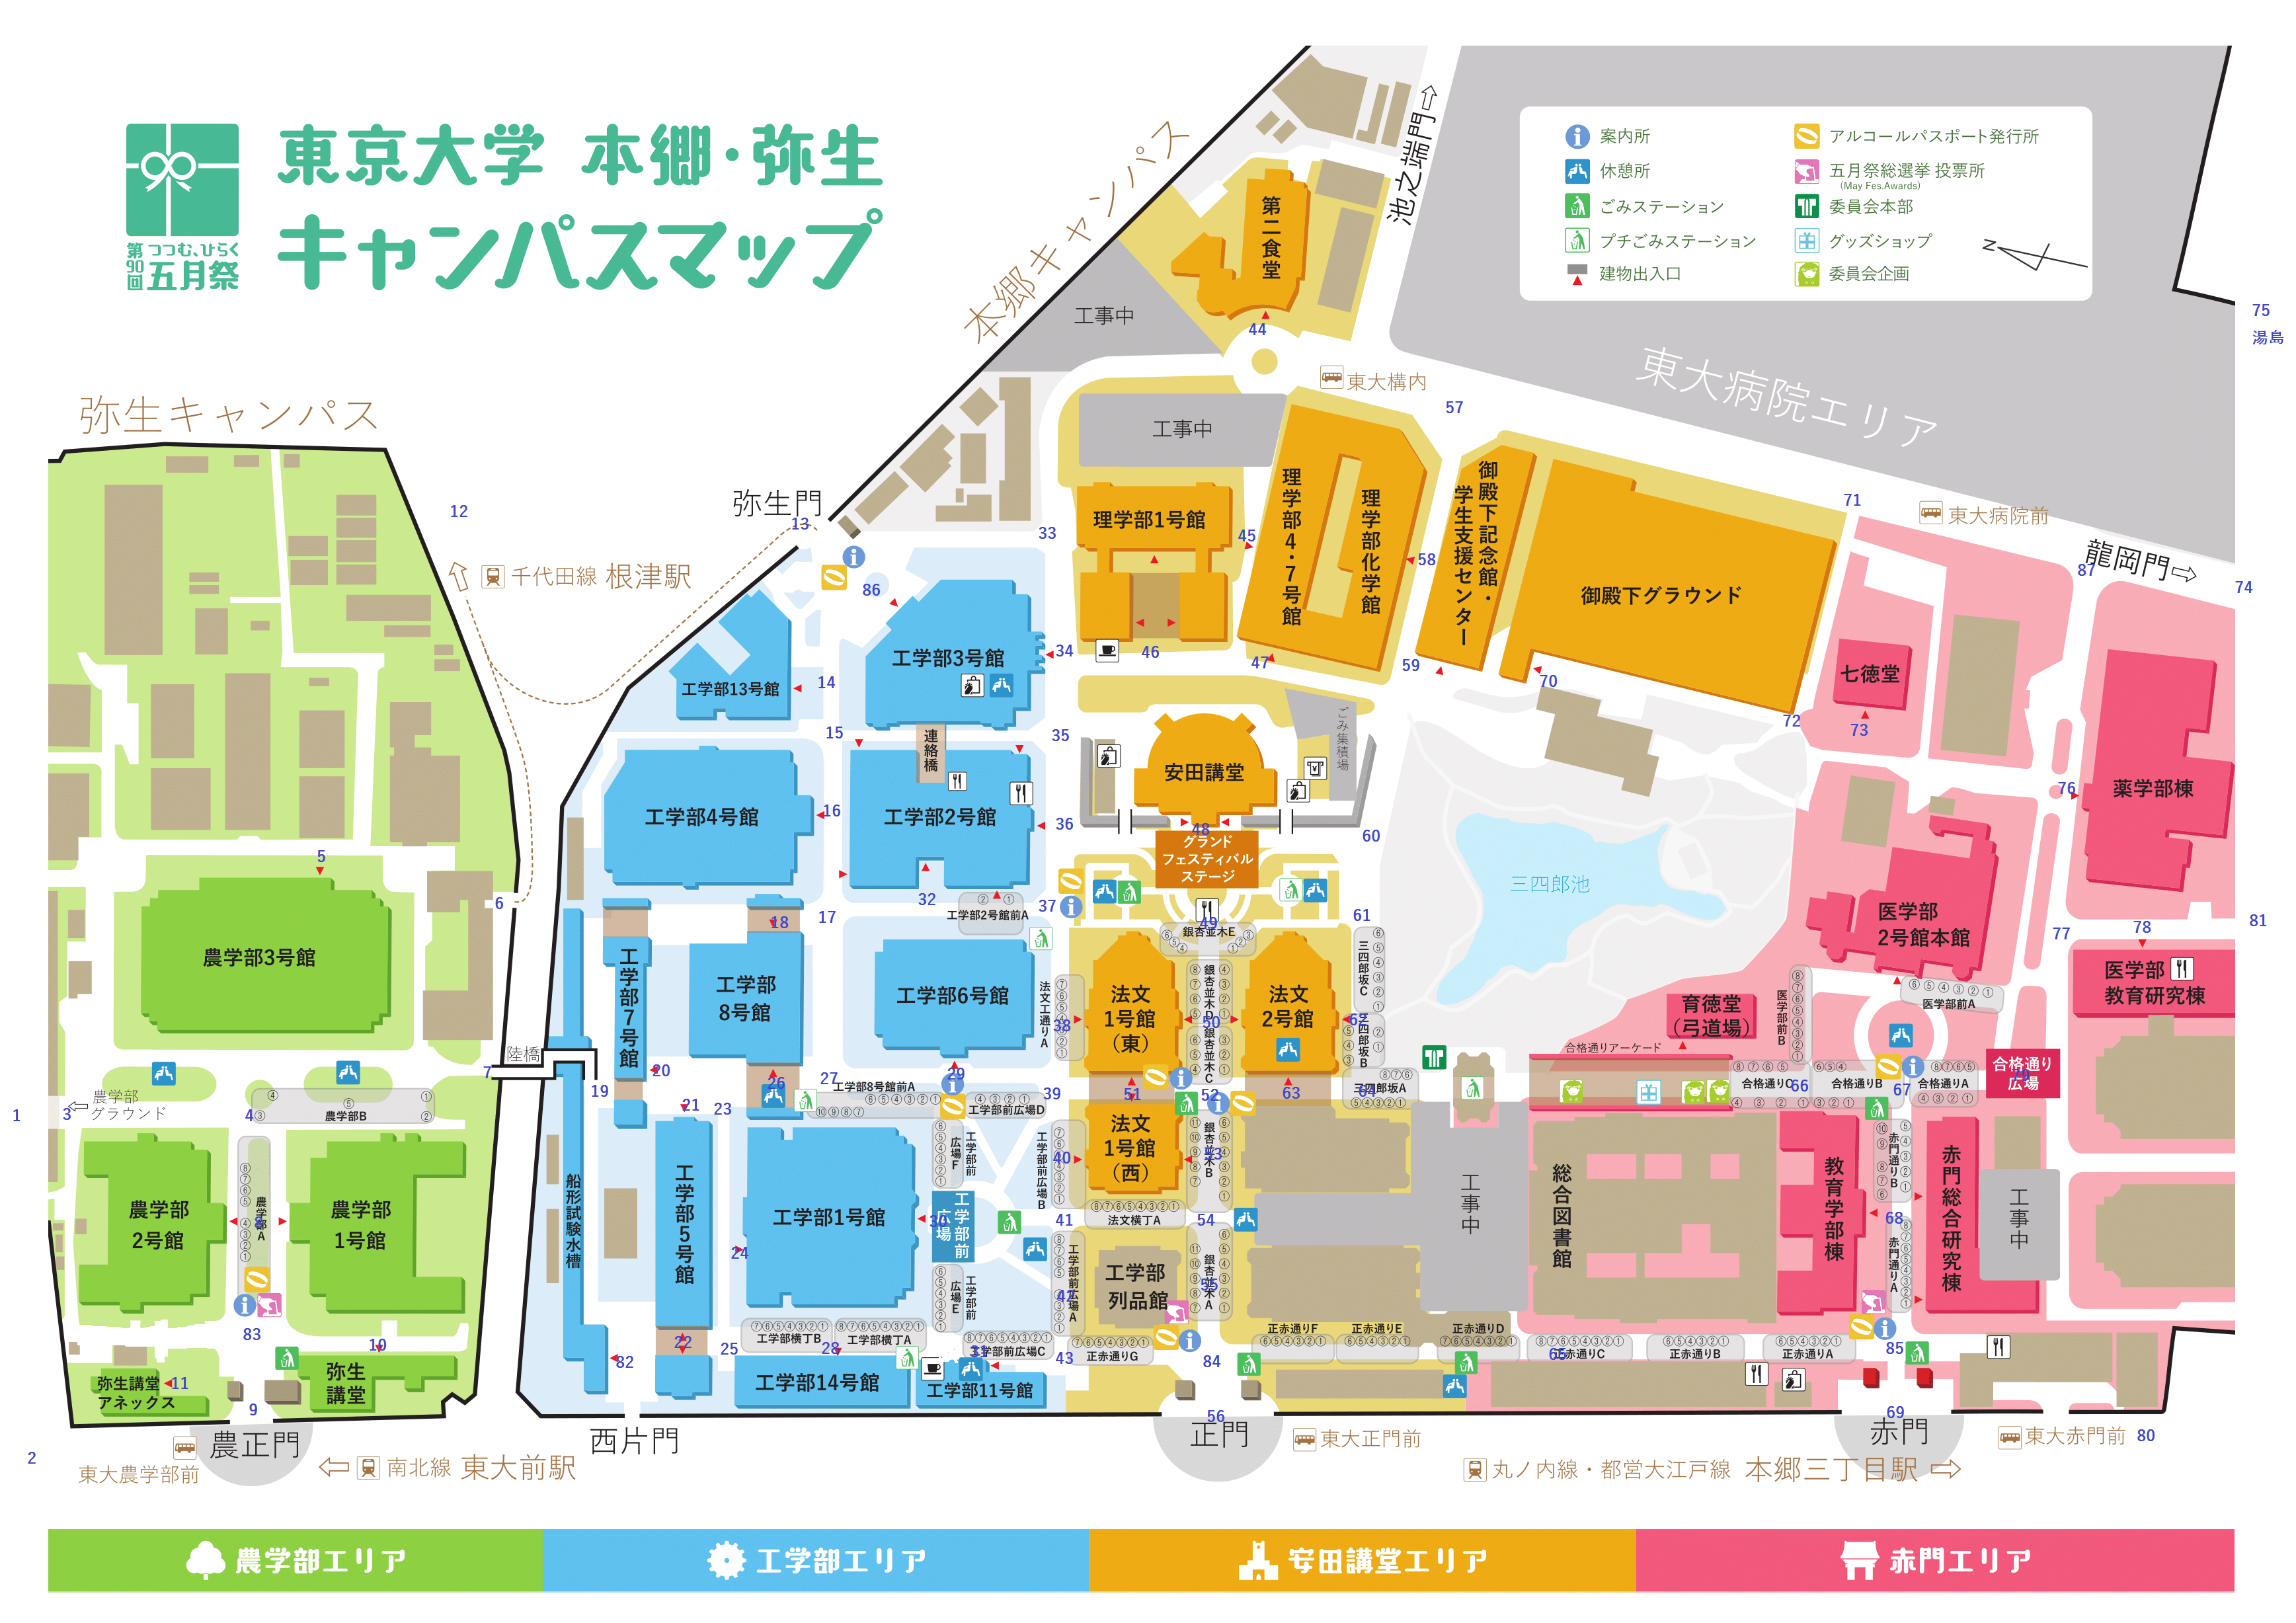 東京大学 本郷・弥生
キャンパスマップ
第90回
つつむ、ひらく
五月祭
案内所
休憩所
ごみステーション
プチごみステーション
建物出入口
アルコールパスポート発行所
五月祭総選挙 投票所
(May Fes.Awards)
委員会本部
グッズショップ
委員会企画
N
本郷キャンパス
池之端門
第二食堂
44
工事中
東大構内
東大病院エリア
75
湯島
弥生キャンパス
12
千代田線 根津駅
弥生門
13
86
33
工事中
理学部1号館
45
46
理学部4・7号館
理学部化学館
47
57
58
59
御殿下記念館・
学生支援センター
御殿下グラウンド
70
71
72
東大病院前
龍岡門
87
74
七徳堂
73
薬学部棟
76
工学部13号館
14
工学部3号館
34
15
連絡橋
35
工学部4号館
16
工学部2号館
36
32
17
18
37
工学部2号館前A
② ①
安田講堂
48
グランド
フェスティバル
ステージ
49
ごみ集積場
60
61
三四郎池
銀杏並木E
医学部
2号館本館
77
78
81
医学部
教育研究棟
5
農学部3号館
6
7
陸橋
農学部
グラウンド
1
3
4
2
農学部B
農学部
2号館
農学部A
8
農学部
1号館
83
10
弥生講堂
アネックス
11
弥生
講堂
9
農正門
東大農学部前
南北線 東大前駅
工学部7号館
工学部
8号館
工学部6号館
19
20
21
22
23
24
25
26
27
28
29
30
31
船形試験水槽
工学部5号館
工学部1号館
工学部8号館前A
工学部前広場D
工学部前広場F
工学部前広場
工学部前広場E
工学部前広場B
工学部前広場A
工学部前広場C
工学部横丁B
工学部横丁A
工学部14号館
工学部11号館
82
西片門
法文工通りA
38
39
40
41
42
43
法文
1号館
(東)
法文
2号館
法文
1号館
(西)
銀杏並木D
50
銀杏並木C
51
52
銀杏並木B
53
法文横丁A
54
工学部
列品館
銀杏並木A
55
正赤通りG
84
56
正門
東大正門前
三四郎坂C
62
三四郎坂B
三四郎坂A
63
64
工事中
総合図書館
育徳堂
(弓道場)
合格通りアーケード
医学部前B
医学部前A
合格通りC
66
合格通りB
67
合格通りA
合格通り
広場
79
教育学部棟
68
赤門通りB
赤門通りA
赤門総合研究棟
工事中
正赤通りF
正赤通りE
正赤通りD
正赤通りC
65
正赤通りB
正赤通りA
85
69
赤門
東大赤門前
80
丸ノ内線・都営大江戸線 本郷三丁目駅
農学部エリア
工学部エリア
安田講堂エリア
赤門エリア